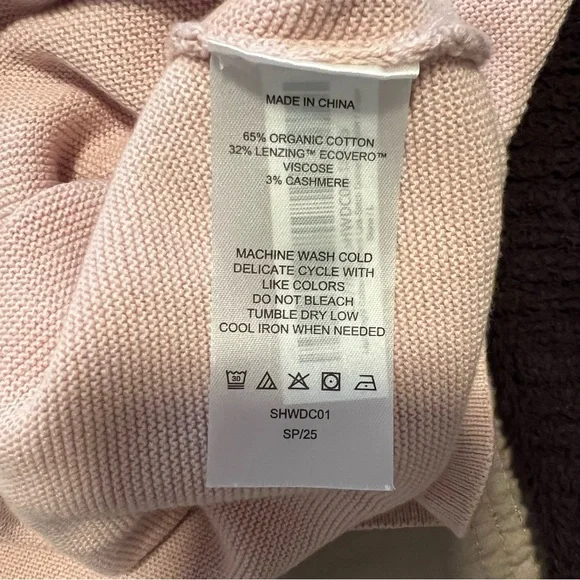 MADE IN CHINA
65% ORGANIC COTTON
32% LENZING™ ECOVERO™
VISCOSE
3% CASHMERE
MACHINE WASH COLD
DELICATE CYCLE WITH
LIKE COLORS
DO NOT BLEACH
TUMBLE DRY LOW
COOL IRON WHEN NEEDED
30
SHWDC01
SP/25